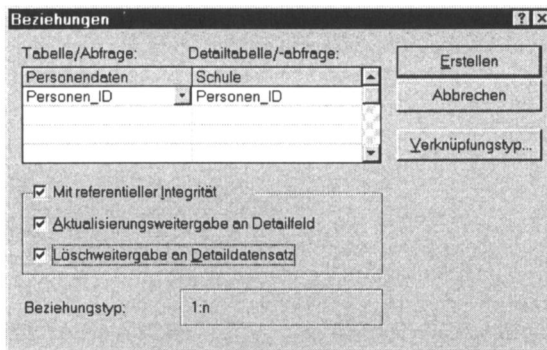 Beziehungen
Tabelle/Abfrage: Detailtabelle/-abfrage:
Personendaten Schule
Personen_ID Personen_ID
Erstellen
Abbrechen
Verknüpfungstyp...
Mit referentieller Integrität
Aktualisierungsweitergabe an Detailfeld
Löschweitergabe an Detaildatensatz
Beziehungstyp: 1:n